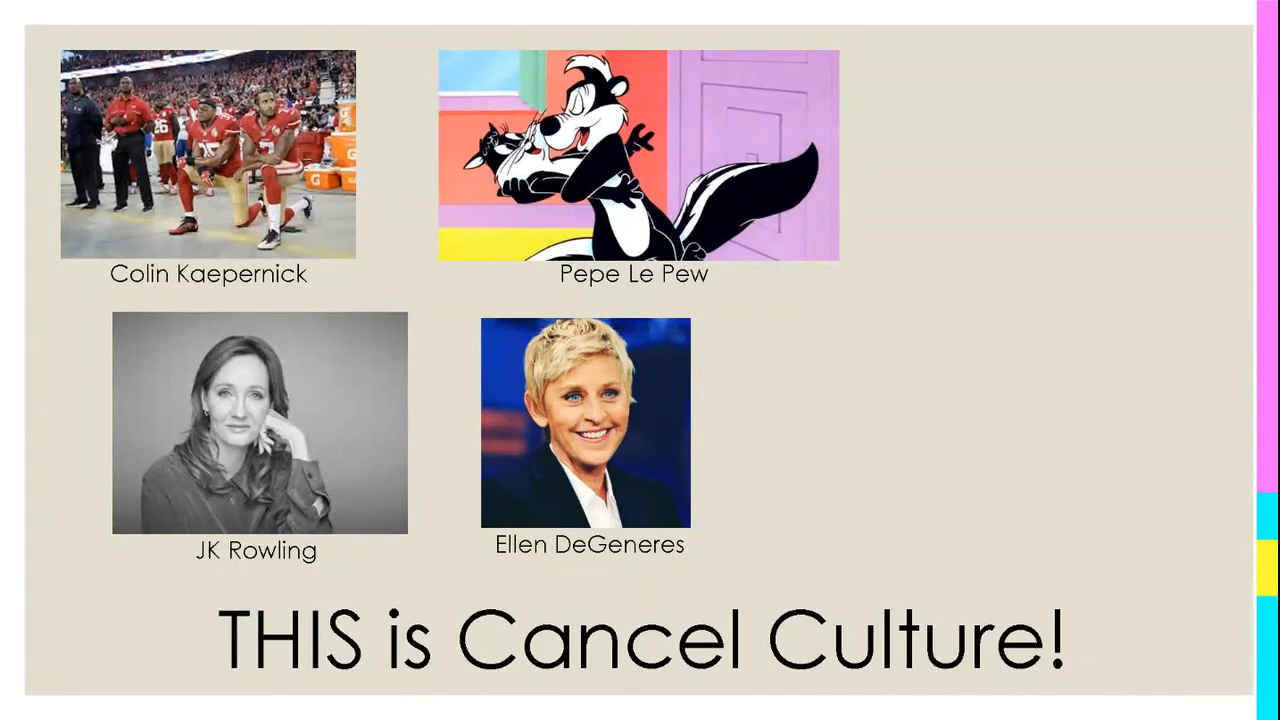 Colin Kaepernick
Pepe Le Pew
JK Rowling
Ellen DeGeneres
THIS is Cancel Culture!